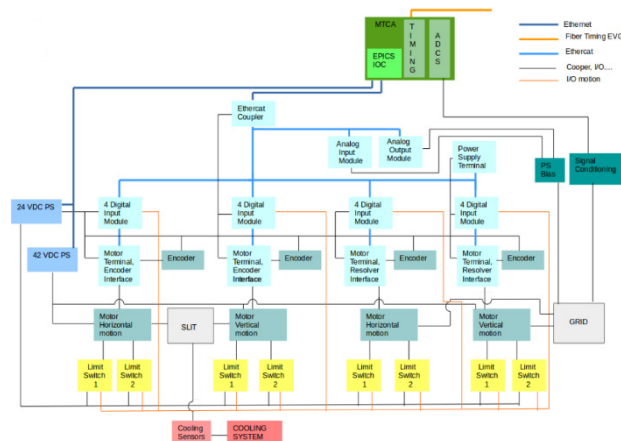 MTCA
TIMING
ADCS
EPICS
IOC
Ethernet
Fiber Timing EVG
Ethercat
Cooper, I/O....
I/O motion
Ethercat
Coupler
Analog
Input
Module
Analog
Output
Module
Power
Supply
Terminal
PS
Bias
Signal
Conditioning
24 VDC PS
42 VDC PS
4 Digital
Input
Module
4 Digital
Input
Module
4 Digital
Input
Module
4 Digital
Input
Module
Motor
Terminal,
Encoder
Interface
Encoder
Motor
Terminal,
Encoder
Interface
Encoder
Motor
Terminal,
Resolver
Interface
Encoder
Motor
Terminal,
Resolver
Interface
Encoder
Motor
Horizontal
motion
SLIT
Motor
Vertical
motion
Motor
Horizontal
motion
Motor
Vertical
motion
GRID
Limit
Switch
1
Limit
Switch
2
Limit
Switch
1
Limit
Switch
2
Limit
Switch
1
Limit
Switch
2
Limit
Switch
1
Limit
Switch
2
Cooling
Sensors
COOLING
SYSTEM